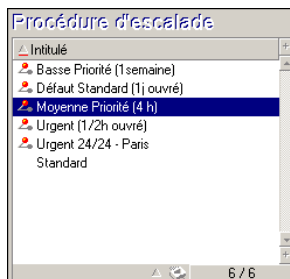 Procédure d'escalade
Intitulé
Basse Priorité (1semaine)
Défaut Standard (1j ouvré)
Moyenne Priorité (4 h)
Urgent (1/2h ouvré)
Urgent 24/24 - Paris
Standard
6 / 6